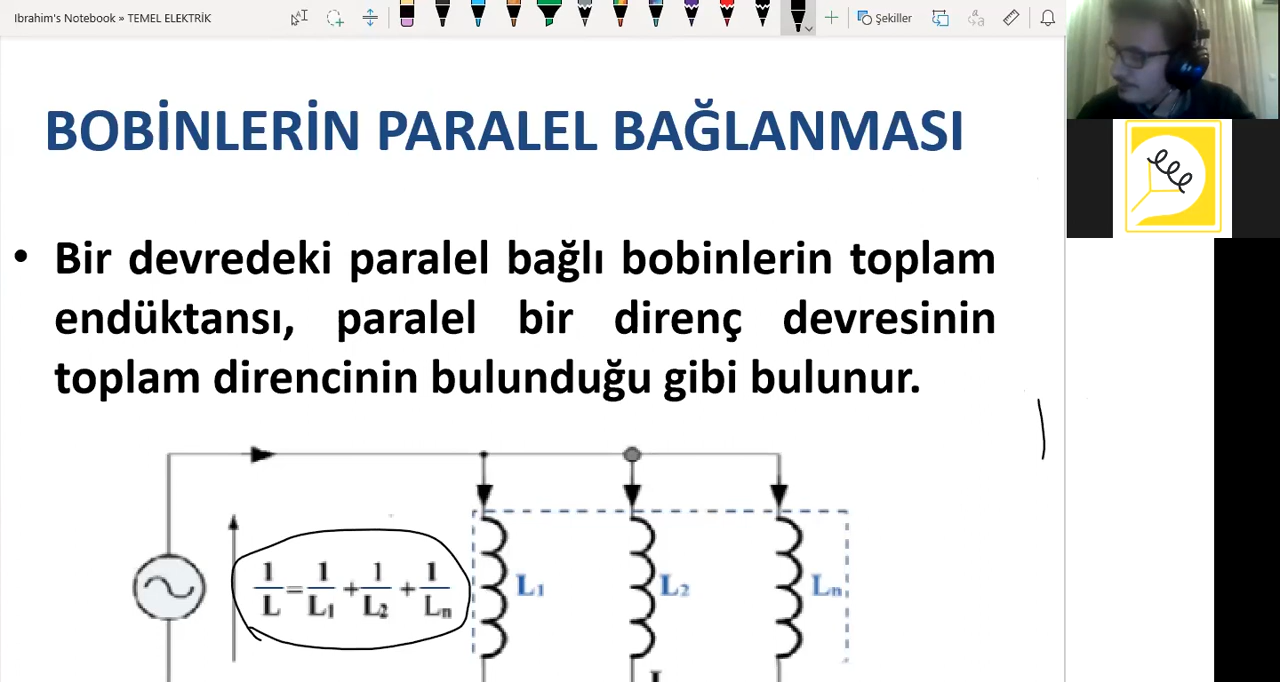 Ibrahim's Notebook » TEMEL ELEKTRİK
Şekiller
BOBİNLERİN PARALEL BAĞLANMASI
• Bir devredeki paralel bağlı bobinlerin toplam
endüktansı, paralel bir direnç devresinin
toplam direncinin bulunduğu gibi bulunur.
1/L = 1/L₁ + 1/L₂ + 1/Lₙ
L₁
L₂
Lₙ